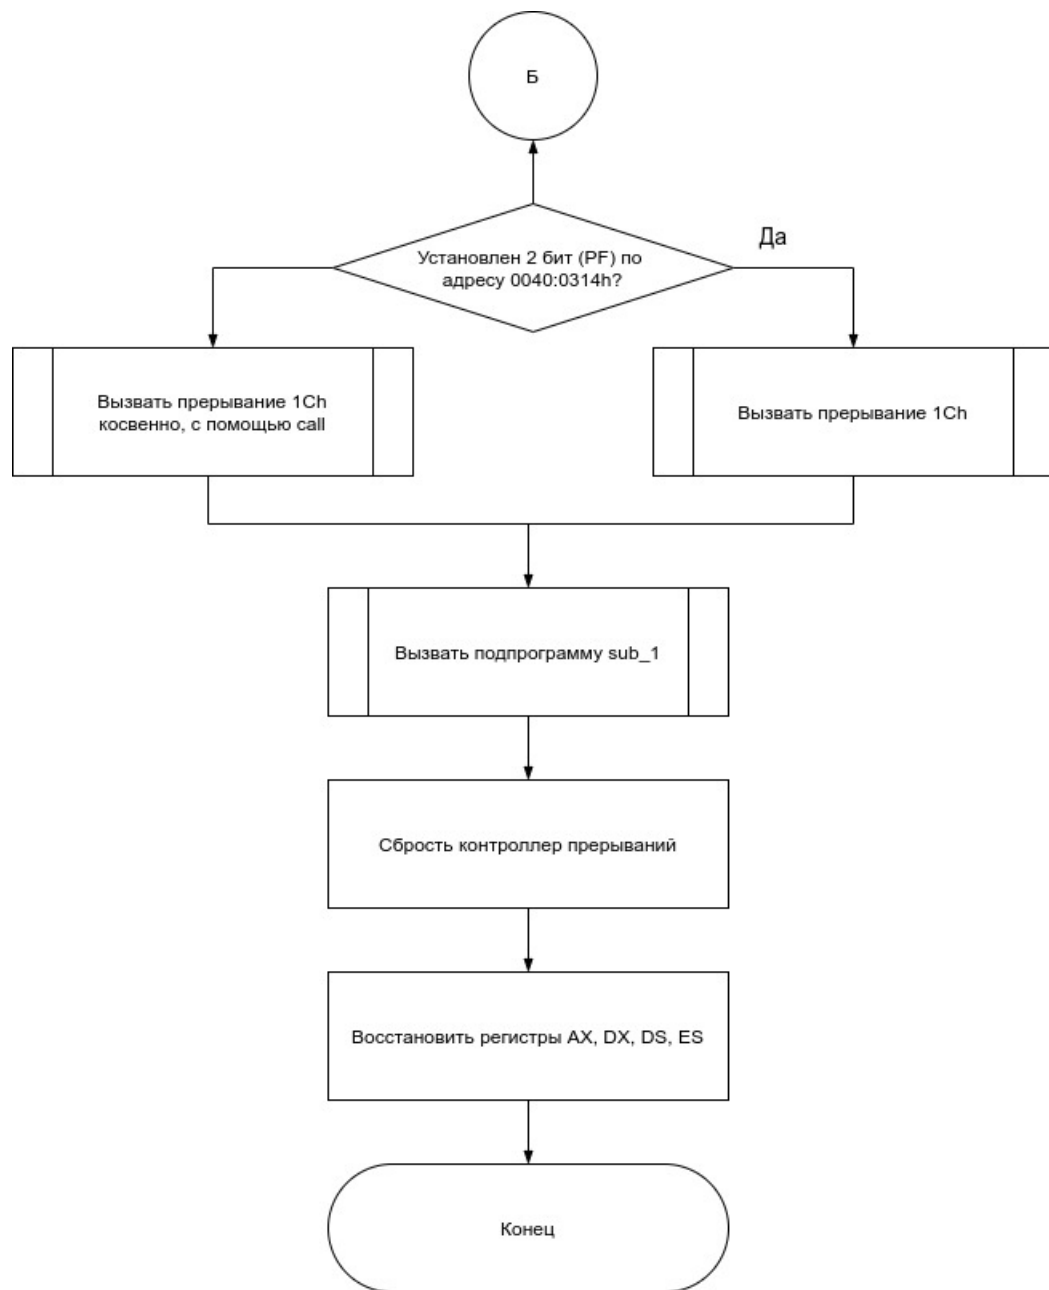 Б
Да
Установлен 2 бит (PF) по
адресу 0040:0314h?
Вызвать прерывание 1Ch
косвенно, с помощью call
Вызвать прерывание 1Ch
Вызвать подпрограмму sub_1
Сбрость контроллер прерываний
Восстановить регистры AX, DX, DS, ES
Конец